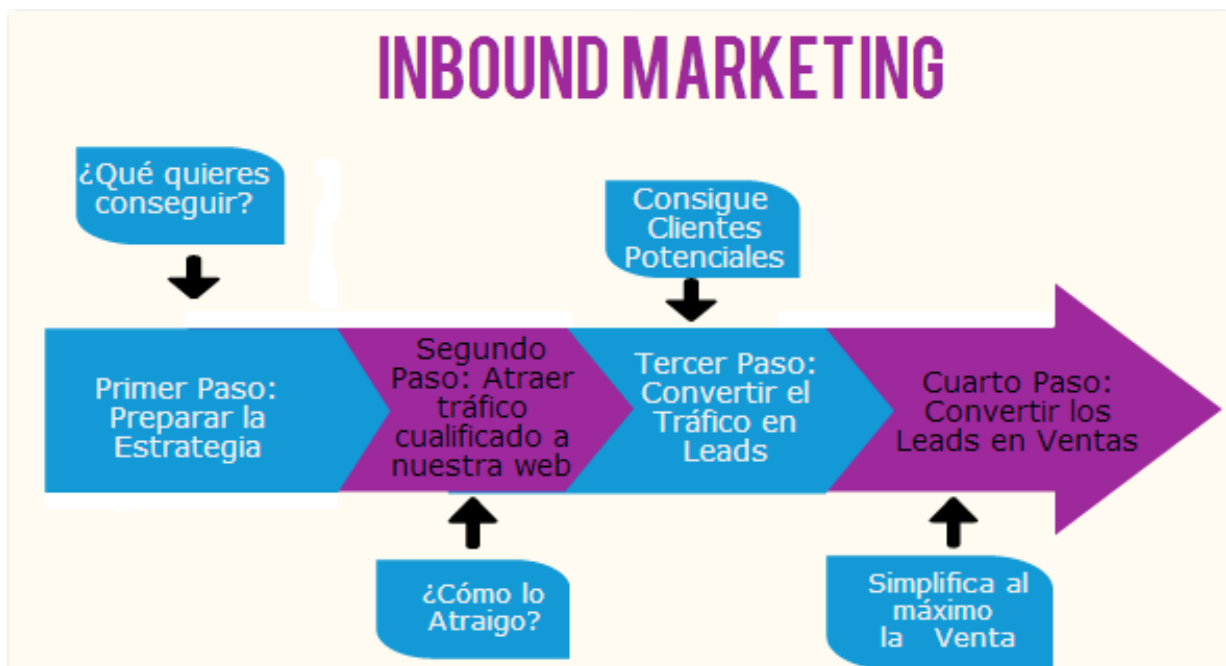 INBOUND MARKETING
¿Qué quieres
conseguir?
Consigue
Clientes
Potenciales
Primer Paso:
Preparar la
Estrategia
Segundo
Paso: Atraer
tráfico
cualificado a
nuestra web
Tercer Paso:
Convertir el
Tráfico en
Leads
Cuarto Paso:
Convertir los
Leads en Ventas
¿Cómo lo
Atraigo?
Simplifica al
máximo
la Venta